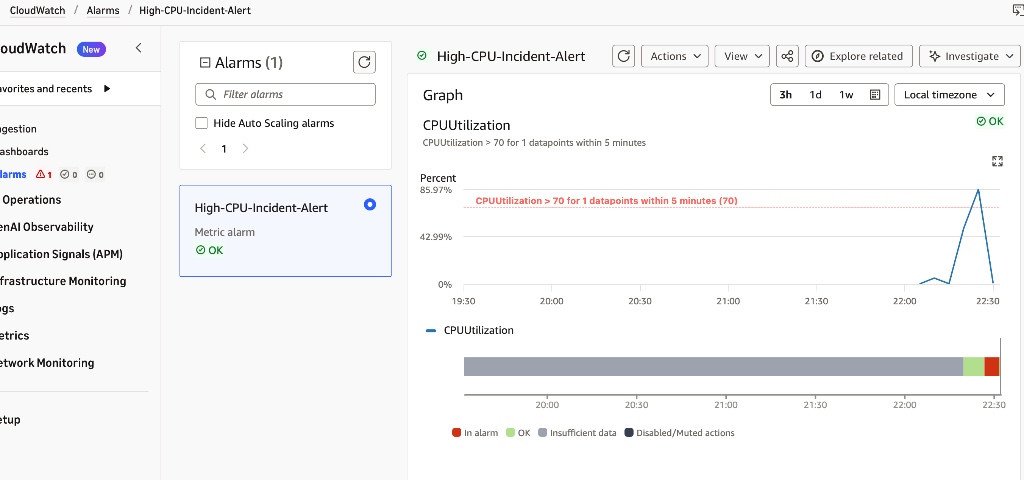 CloudWatch / Alarms / High-CPU-Incident-Alert
oudWatch New
avorites and recents
ngestion
ashboards
larms 1 0 0
Operations
enAI Observability
pplication Signals (APM)
frastructure Monitoring
ogs
etrics
etwork Monitoring
etup
Alarms (1)
Filter alarms
Hide Auto Scaling alarms
1
High-CPU-Incident-Alert
Metric alarm
OK
High-CPU-Incident-Alert Actions View Explore related Investigate
Graph 3h 1d 1w Local timezone
CPUUtilization OK
CPUUtilization > 70 for 1 datapoints within 5 minutes
Percent
85.97%
CPUUtilization > 70 for 1 datapoints within 5 minutes (70)
42.99%
0%
19:30 20:00 20:30 21:00 21:30 22:00 22:30
CPUUtilization
20:00 20:30 21:00 21:30 22:00 22:30
In alarm OK Insufficient data Disabled/Muted actions